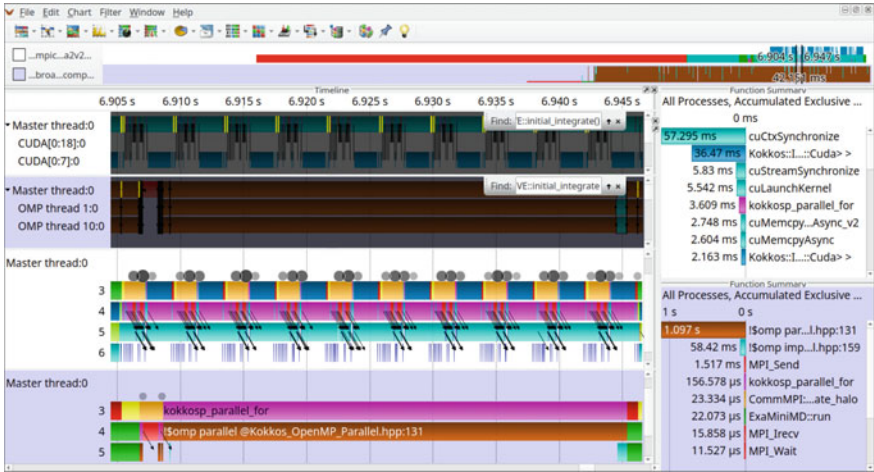 File Edit Chart Filter Window Help
...mpic...a2v2...
6.904 s 6.947 s
...broa...comp...
42.151 ms
Timeline
6.905 s 6.910 s 6.915 s 6.920 s 6.925 s 6.930 s 6.935 s 6.940 s 6.945 s
Master thread:0
CUDA[0:18]:0
CUDA[0:7]:0
Find: 'E::initial_integrate()
Master thread:0
OMP thread 1:0
OMP thread 10:0
Find: VE::initial_integrate
Master thread:0
3
4
5
6
Master thread:0
3 kokkosp_parallel_for
4 !$omp parallel @Kokkos_OpenMP_Parallel.hpp:131
5
Function Summary
All Processes, Accumulated Exclusive ...
0 ms
57.295 ms cuCtxSynchronize
36.47 ms Kokkos::I...::Cuda> >
5.83 ms cuStreamSynchronize
5.542 ms cuLaunchKernel
3.609 ms kokkosp_parallel_for
2.748 ms cuMemcpy...Async_v2
2.604 ms cuMemcpyAsync
2.163 ms Kokkos::I...::Cuda> >
Function Summary
All Processes, Accumulated Exclusive ...
1 s 0 s
1.097 s !$omp par...l.hpp:131
58.42 ms !$omp imp...l.hpp:159
1.517 ms MPI_Send
156.578 µs kokkosp_parallel_for
23.334 µs CommMPI:...ate_halo
22.073 µs ExaMiniMD::run
15.858 µs MPI_Irecv
11.527 µs MPI_Wait